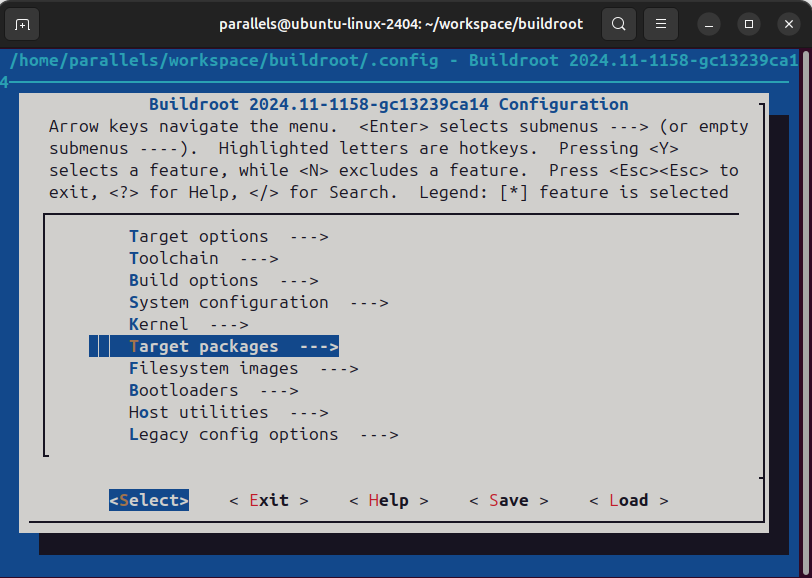 parallels@ubuntu-linux-2404: ~/workspace/buildroot
/home/parallels/workspace/buildroot/.config - Buildroot 2024.11-1158-gc13239ca1
4
Buildroot 2024.11-1158-gc13239ca14 Configuration
Arrow keys navigate the menu.  <Enter> selects submenus ---> (or empty
submenus ----).  Highlighted letters are hotkeys.  Pressing <Y>
selects a feature, while <N> excludes a feature.  Press <Esc><Esc> to
exit, <?> for Help, </> for Search.  Legend: [*] feature is selected
Target options  --->
Toolchain  --->
Build options  --->
System configuration  --->
Kernel  --->
Target packages  --->
Filesystem images  --->
Bootloaders  --->
Host utilities  --->
Legacy config options  --->
<Select>    < Exit >    < Help >    < Save >    < Load >